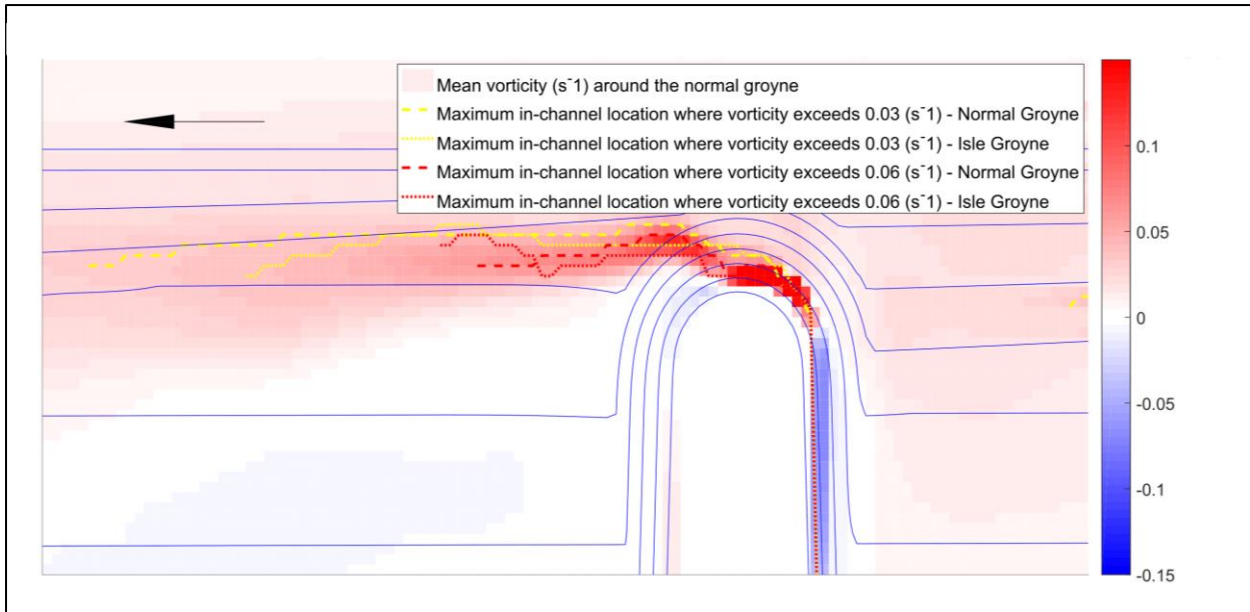 Mean vorticity (s^-1) around the normal groyne
Maximum in-channel location where vorticity exceeds 0.03 (s^-1) - Normal Groyne
Maximum in-channel location where vorticity exceeds 0.03 (s^-1) - Isle Groyne
Maximum in-channel location where vorticity exceeds 0.06 (s^-1) - Normal Groyne
Maximum in-channel location where vorticity exceeds 0.06 (s^-1) - Isle Groyne
0.1
0.05
0
-0.05
-0.1
-0.15